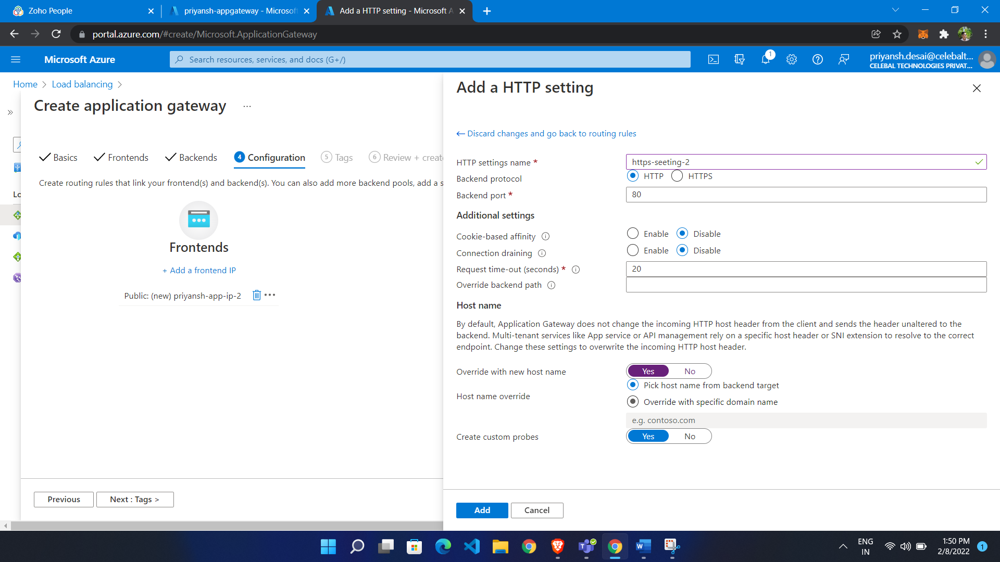 Zoho People
priyansh-appgateway - Microsoft
Add a HTTP setting - Microsoft A
portal.azure.com/#create/Microsoft.ApplicationGateway
Microsoft Azure
Search resources, services, and docs (G+/)
1
priyansh.desai@celebalt...
CELEBAL TECHNOLOGIES PRIVAT...
Home > Load balancing >
Create application gateway ...
Basics
Frontends
Backends
4 Configuration
5 Tags
6 Review + create
Create routing rules that link your frontend(s) and backend(s). You can also add more backend pools, add a s
Lo
Frontends
+ Add a frontend IP
Public: (new) priyansh-app-ip-2
Previous
Next : Tags >
Add a HTTP setting
← Discard changes and go back to routing rules
HTTP settings name *
https-seeting-2
Backend protocol
HTTP
HTTPS
Backend port *
80
Additional settings
Cookie-based affinity
Enable
Disable
Connection draining
Enable
Disable
Request time-out (seconds) *
20
Override backend path
Host name
By default, Application Gateway does not change the incoming HTTP host header from the client and sends the header unaltered to the
backend. Multi-tenant services like App service or API management rely on a specific host header or SNI extension to resolve to the correct
endpoint. Change these settings to overwrite the incoming HTTP host header.
Override with new host name
Yes
No
Host name override
Pick host name from backend target
Override with specific domain name
e.g. contoso.com
Create custom probes
Yes
No
Add
Cancel
ENG
IN
1:50 PM
2/8/2022
1